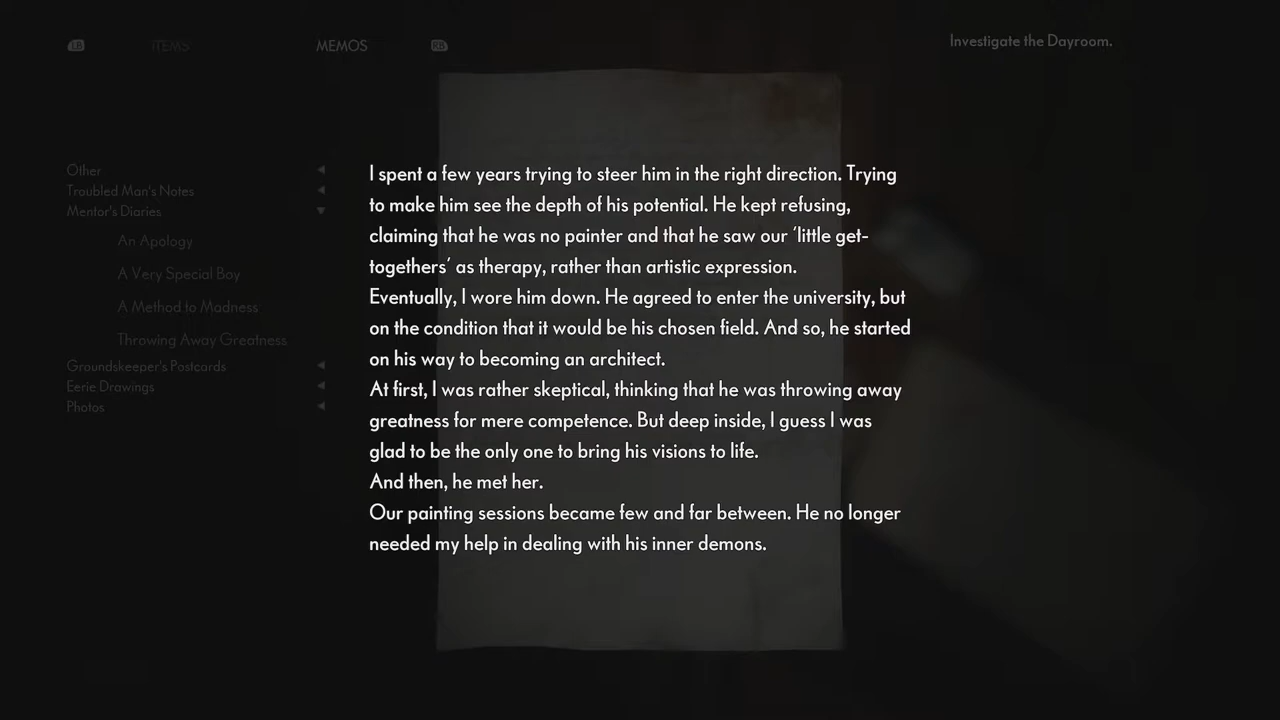 LB ITEMS MEMOS RB
Investigate the Dayroom.
Other
Troubled Man's Notes
Mentor's Diaries
An Apology
A Very Special Boy
A Method to Madness
Throwing Away Greatness
Groundskeeper's Postcards
Eerie Drawings
Photos
I spent a few years trying to steer him in the right direction. Trying
to make him see the depth of his potential. He kept refusing,
claiming that he was no painter and that he saw our 'little get-
togethers' as therapy, rather than artistic expression.
Eventually, I wore him down. He agreed to enter the university, but
on the condition that it would be his chosen field. And so, he started
on his way to becoming an architect.
At first, I was rather skeptical, thinking that he was throwing away
greatness for mere competence. But deep inside, I guess I was
glad to be the only one to bring his visions to life.
And then, he met her.
Our painting sessions became few and far between. He no longer
needed my help in dealing with his inner demons.